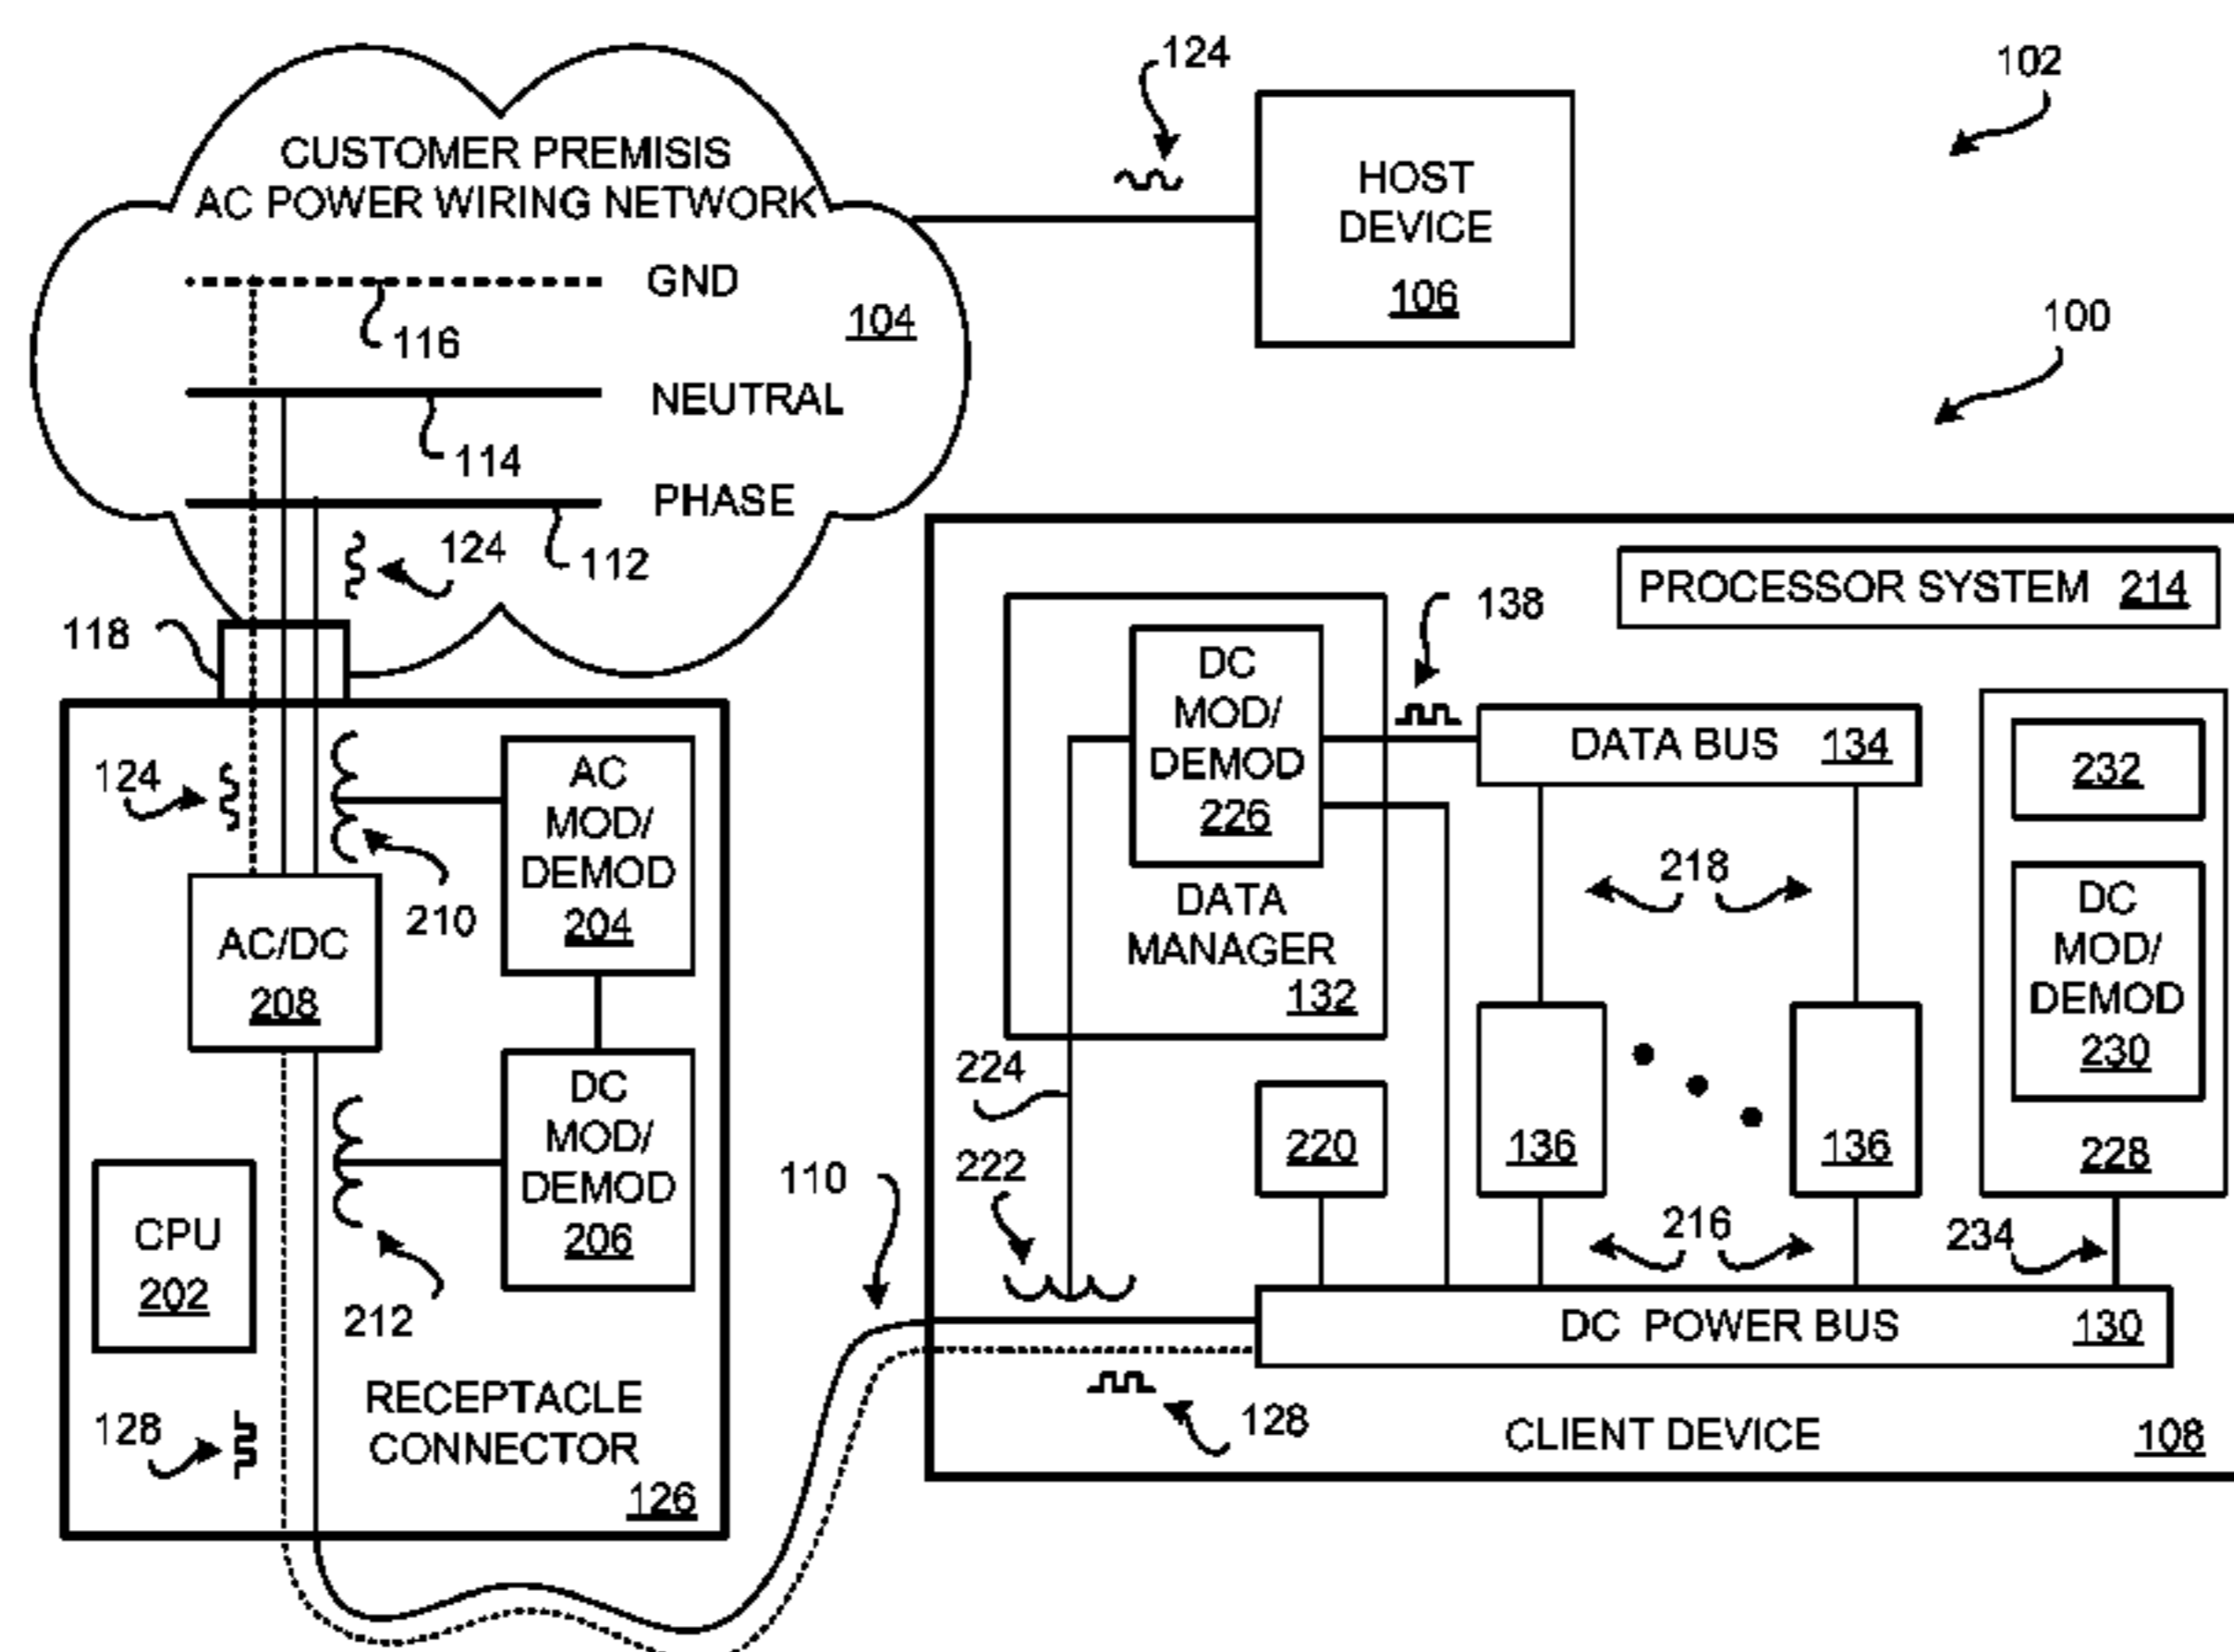 124
102
CUSTOMER PREMISIS
AC POWER WIRING NETWORK
HOST
DEVICE
106
GND
104
116
100
NEUTRAL
114
PHASE
124
112
118
PROCESSOR SYSTEM 214
138
DC
MOD/
DEMOD
226
DATA
MANAGER
132
DATA BUS 134
232
218
DC
MOD/
DEMOD
230
228
124
AC
MOD/
DEMOD
204
210
AC/DC
208
DC
MOD/
DEMOD
206
CPU
202
212
128
RECEPTACLE
CONNECTOR
126
224
222
220
136
136
110
216
234
DC POWER BUS 130
128
CLIENT DEVICE 108